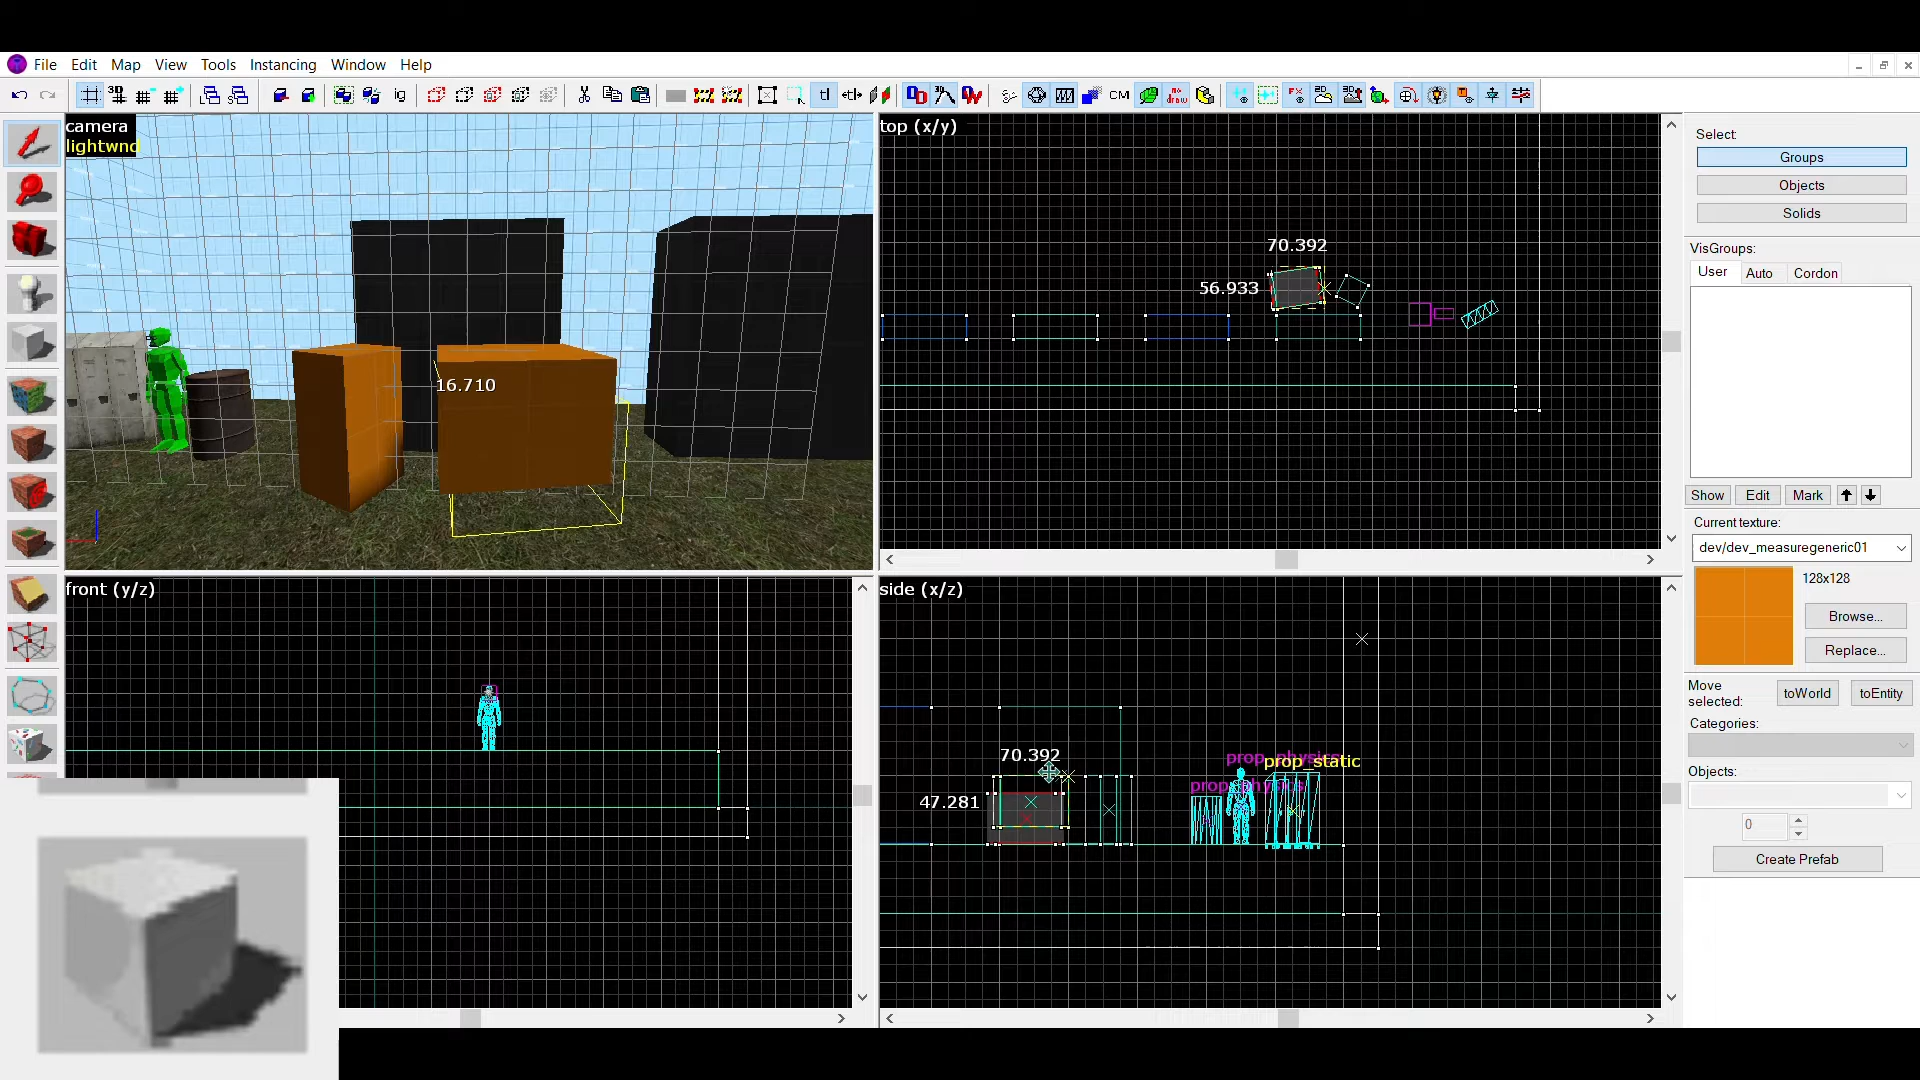 File Edit Map View Tools Instancing Window Help
camera
lightwnd
top (x/y)
70.392
56.933
16.710
front (y/z)
side (x/z)
70.392
47.281
prop_static
Select:
Groups
Objects
Solids
VisGroups:
User Auto Cordon
Show Edit Mark
Current texture:
dev/dev_measuregeneric01
128x128
Browse...
Replace...
Move selected:
toWorld toEntity
Categories:
Objects:
0
Create Prefab